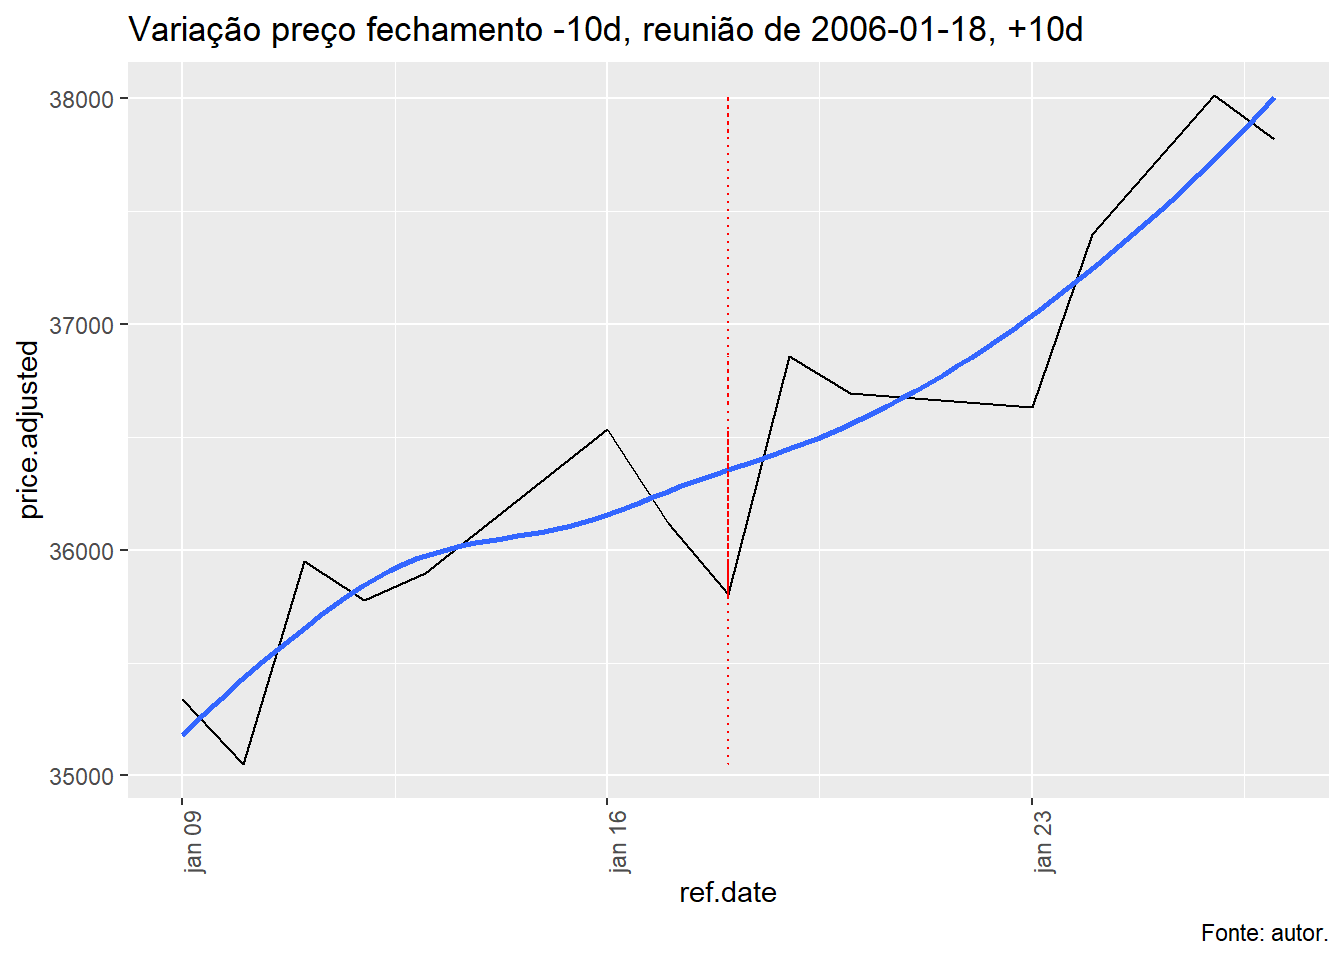 Variação preço fechamento -10d, reunião de 2006-01-18, +10d
38000
37000
36000
35000
price.adjusted
jan 09
jan 16
jan 23
ref.date
Fonte: autor.